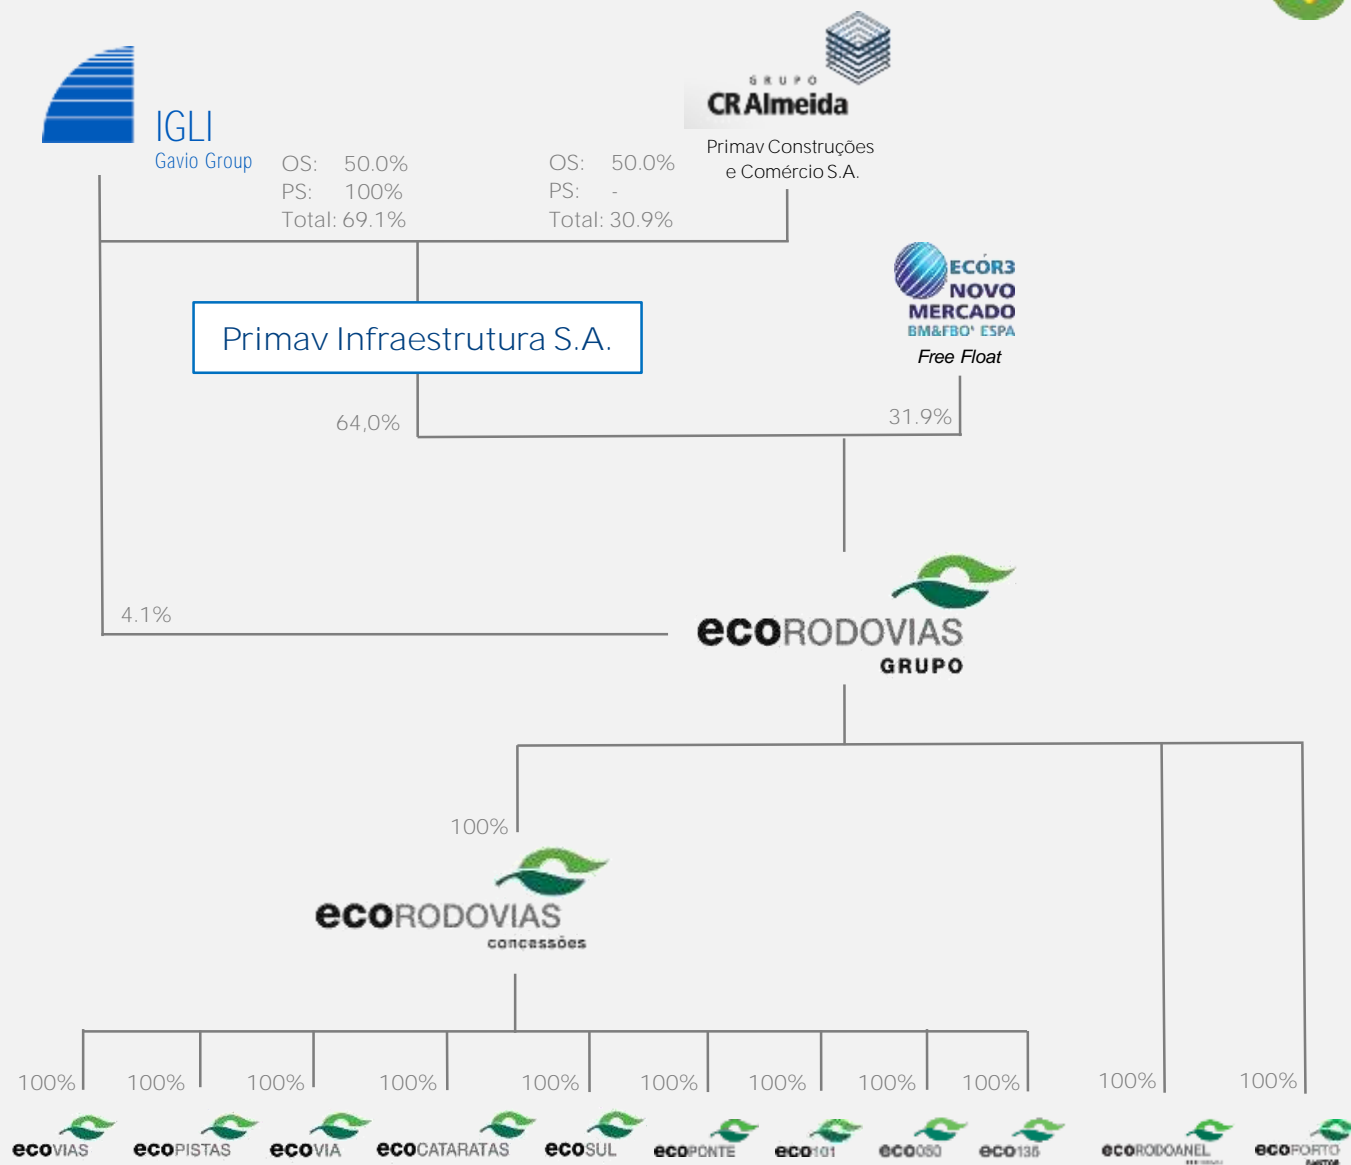 GRUPO
CR Almeida
IGLI
Gavio Group
Primav Construções
e Comércio S.A.
OS: 50.0%
PS: 100%
Total: 69.1%
OS: 50.0%
PS: -
Total: 30.9%
ECOR3
NOVO
MERCADO
BM&FBOVESPA
Free Float
Primav Infraestrutura S.A.
64,0%
31.9%
4.1%
ecoRODOVIAS
GRUPO
100%
ecoRODOVIAS
concessões
100% 100% 100% 100% 100% 100% 100% 100% 100% 100% 100%
ecoVIAS ecoPISTAS ecoVIA ecoCATARATAS ecoSUL ecoPONTE eco101 eco050 eco135 ecoRODOANEL ecoPORTO
SANTOS